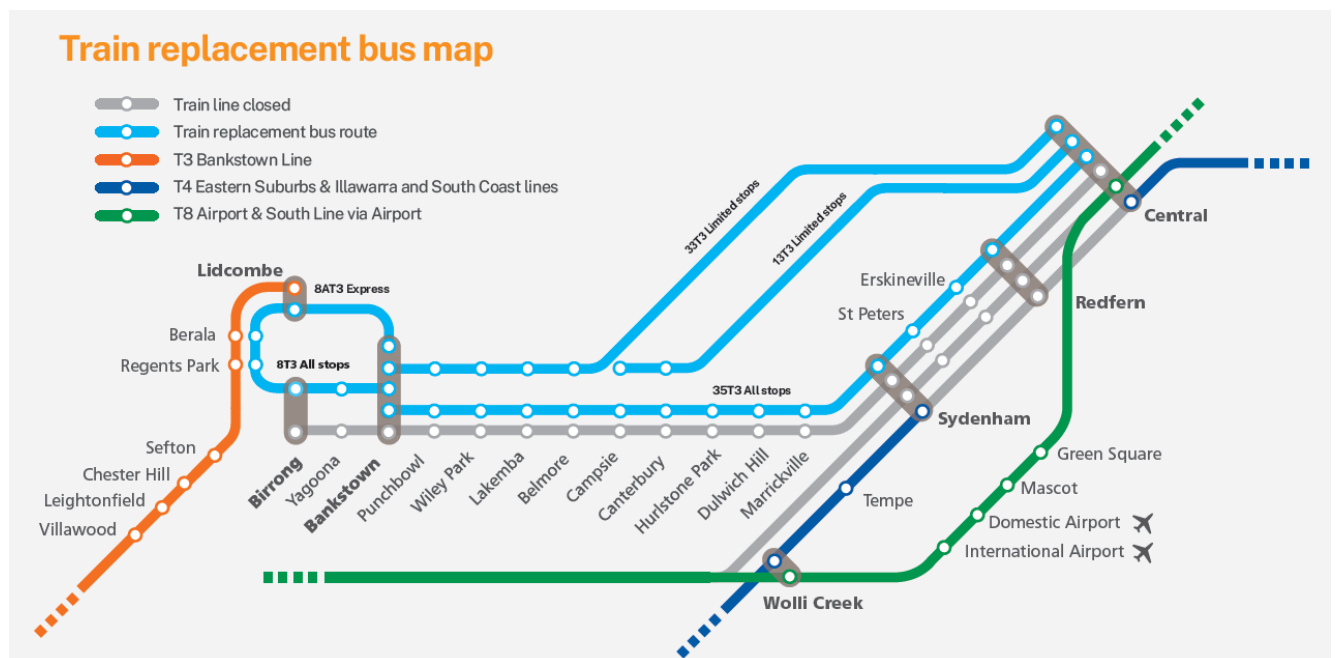 Train replacement bus map
Train line closed
Train replacement bus route
T3 Bankstown Line
T4 Eastern Suburbs & Illawarra and South Coast lines
T8 Airport & South Line via Airport
33T3 Limited stops
13T3 Limited stops
Central
Lidcombe
8AT3 Express
Erskineville
Redfern
St Peters
Berala
Regents Park
8T3 All stops
35T3 All stops
Sydenham
Sefton
Chester Hill
Leightonfield
Villawood
Birrong
Yagoona
Bankstown
Punchbowl
Wiley Park
Lakemba
Belmore
Campsie
Canterbury
Hurlstone Park
Dulwich Hill
Marrickville
Green Square
Mascot
Tempe
Domestic Airport
International Airport
Wolli Creek